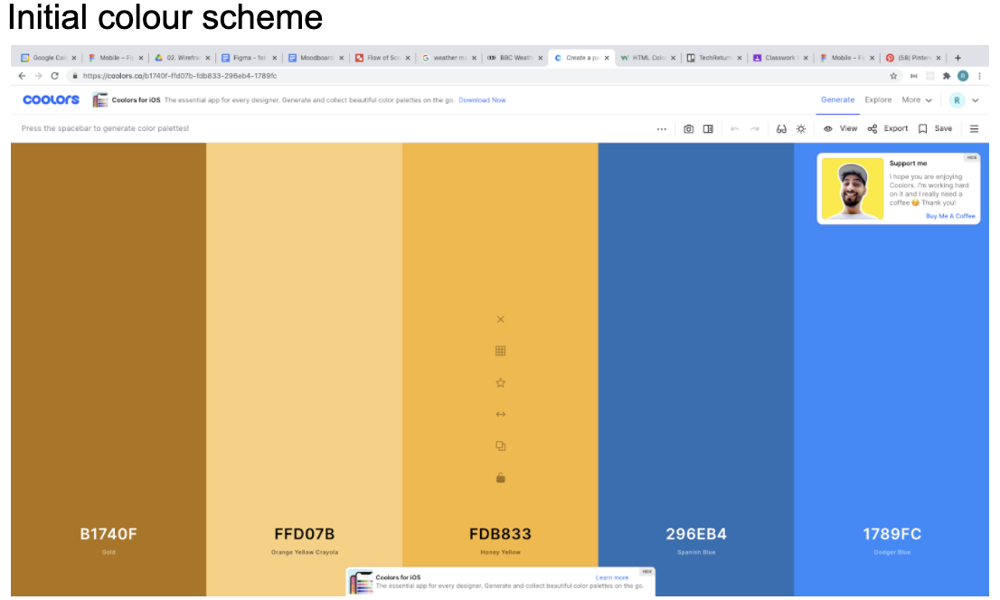 Initial colour scheme
Google Cal
Mobile – Fi
02. Wirefra
Figma - 1st
Moodboard
Flow of Scr
weather ma
BBC Weath
Create a pa
HTML Colo
TechReturn
Classwork
Mobile – Fi
(58) Pinter
https://coolors.co/b1740f-ffd07b-fdb833-296eb4-1789fc
R
coolors
Coolors for iOS The essential app for every designer. Generate and collect beautiful color palettes on the go. Download Now
Generate Explore More R
Press the spacebar to generate color palettes!
View Export Save
HIDE
Support me
I hope you are enjoying
Coolors. I'm working hard
on it and I really need a
coffee 😋 Thank you!
Buy Me A Coffee
B1740F
Gold
FFD07B
Orange Yellow Crayola
FDB833
Honey Yellow
296EB4
Spanish Blue
1789FC
Dodger Blue
Coolors for iOS Learn more HIDE
The essential app for every designer. Generate and collect beautiful color palettes on the go.